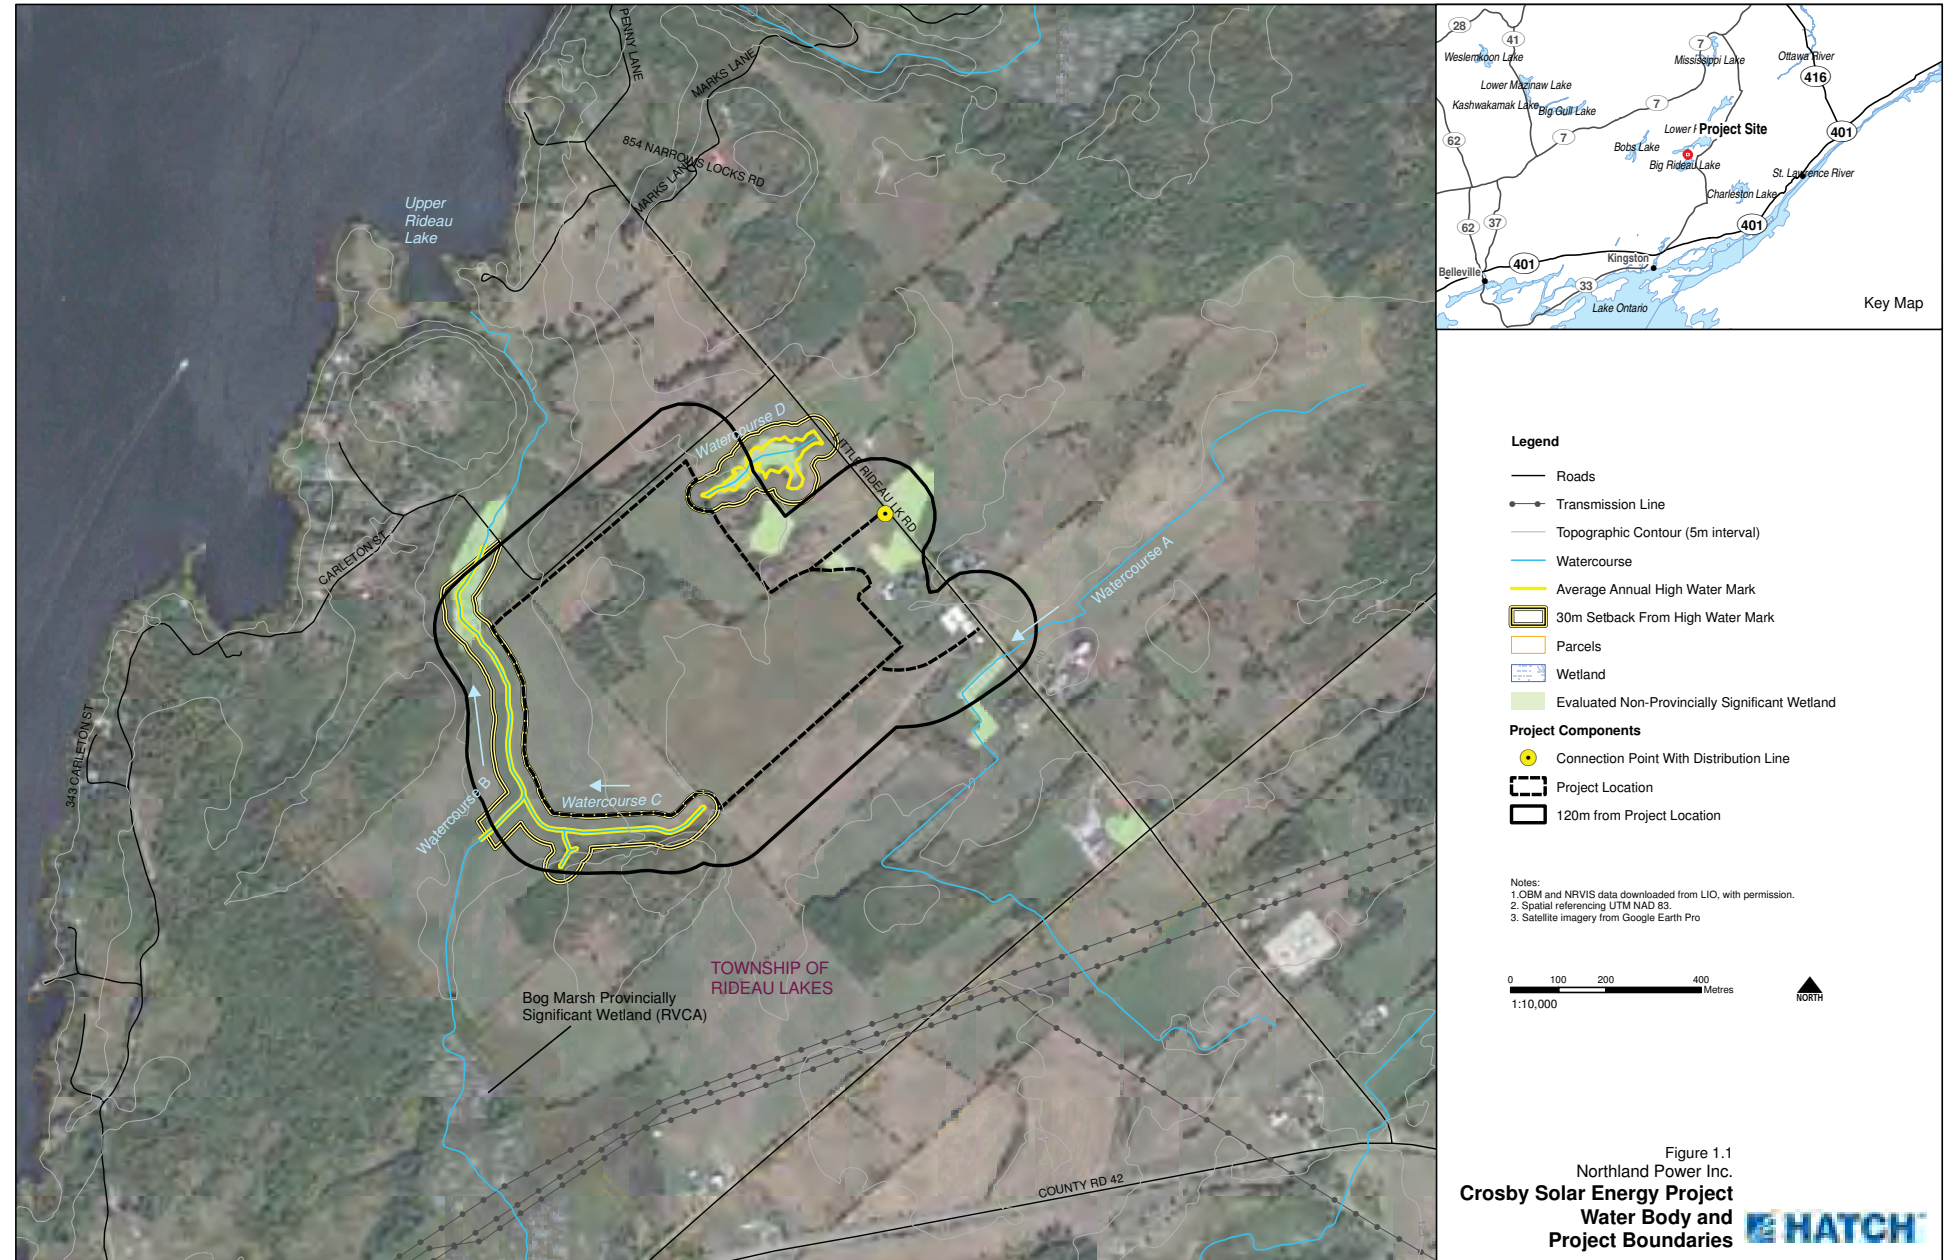 PENNY LANE
MARKS LANE
854 NARROWS LOCKS RD
MARKS LANE
Upper
Rideau
Lake
Watercourse D
LITTLE RIDEAU LK RD
Watercourse A
CARLETON ST
343 CARLETON ST
Watercourse B
Watercourse C
TOWNSHIP OF
RIDEAU LAKES
Bog Marsh Provincially
Significant Wetland (RVCA)
COUNTY RD 42
28
41
7
Weslemkoon Lake
Mississippi Lake
Ottawa River
416
Lower Mazinaw Lake
Kashwakamak Lake
Big Gull Lake
7
7
62
Lower
Project Site
401
Bobs Lake
Big Rideau Lake
St. Lawrence River
Charleston Lake
62
37
401
401
Kingston
Belleville
33
Lake Ontario
Key Map
Legend
Roads
Transmission Line
Topographic Contour (5m interval)
Watercourse
Average Annual High Water Mark
30m Setback From High Water Mark
Parcels
Wetland
Evaluated Non-Provincially Significant Wetland
Project Components
Connection Point With Distribution Line
Project Location
120m from Project Location
Notes:
1.OBM and NRVIS data downloaded from LIO, with permission.
2. Spatial referencing UTM NAD 83.
3. Satellite imagery from Google Earth Pro
0 100 200 400
Metres
1:10,000
NORTH
Figure 1.1
Northland Power Inc.
Crosby Solar Energy Project
Water Body and
Project Boundaries
HATCH